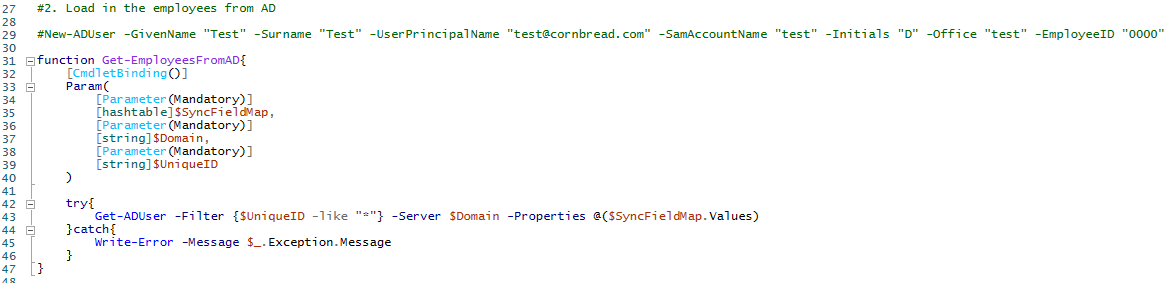 27 #2. Load in the employees from AD
28
29 #New-ADUser -GivenName "Test" -Surname "Test" -UserPrincipalName "test@cornbread.com" -SamAccountName "test" -Initials "D" -Office "test" -EmployeeID "0000"
30
31 function Get-EmployeesFromAD{
32     [CmdletBinding()]
33     Param(
34         [Parameter(Mandatory)]
35         [hashtable]$SyncFieldMap,
36         [Parameter(Mandatory)]
37         [string]$Domain,
38         [Parameter(Mandatory)]
39         [string]$UniqueID
40     )
41
42     try{
43         Get-ADUser -Filter {$UniqueID -like "*"} -Server $Domain -Properties @($SyncFieldMap.Values)
44     }catch{
45         Write-Error -Message $_.Exception.Message
46     }
47 }
48